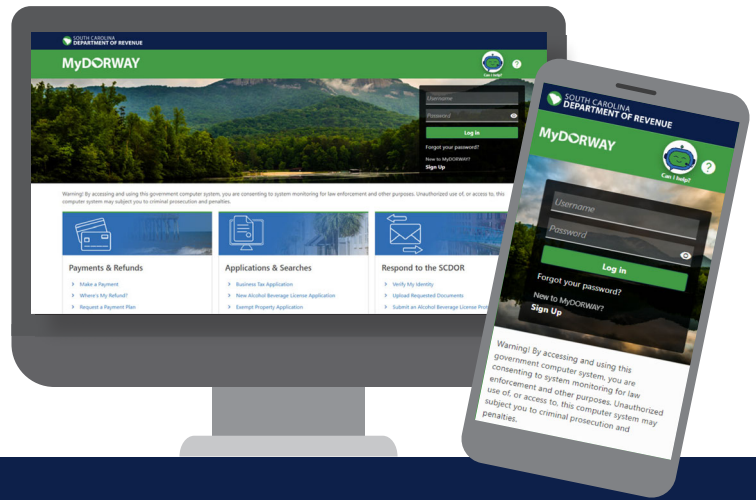 SOUTH CAROLINA
DEPARTMENT OF REVENUE
MyDORWAY
Can I help?
?
Username
Password
Log in
Forgot your password?
New to MyDORWAY?
Sign Up
Warning! By accessing and using this government computer system, you are consenting to system monitoring for law enforcement and other purposes. Unauthorized use of, or access to, this
computer system may subject you to criminal prosecution and penalties.
Payments & Refunds
> Make a Payment
> Where's My Refund?
> Request a Payment Plan
Applications & Searches
> Business Tax Application
> New Alcohol Beverage License Application
> Exempt Property Application
Respond to the SCDOR
> Verify My Identity
> Upload Requested Documents
> Submit an Alcohol Beverage License
SOUTH CAROLINA
DEPARTMENT OF REVENUE
MyDORWAY
Can I help?
?
Username
Password
Log in
Forgot your password?
New to MyDORWAY?
Sign Up
Warning! By accessing and using this
government computer system, you are
consenting to system monitoring for law
enforcement and other purposes. Unauthorized
use of, or access to, this computer system may
subject you to criminal prosecution and
penalties.